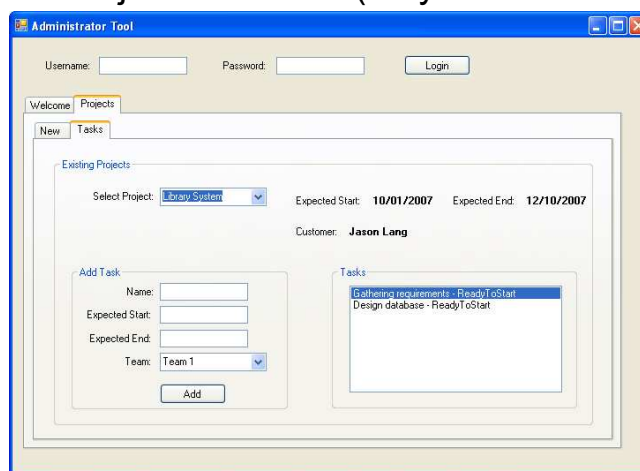 Administrator Tool
Username: Password: Login
Welcome Projects
New Tasks
Existing Projects
Select Project: Library System Expected Start: 10/01/2007 Expected End: 12/10/2007
Customer: Jason Lang
Add Task
Name:
Expected Start:
Expected End:
Team: Team 1
Add
Tasks
Gathering requirements - ReadyToStart
Design database - ReadyToStart